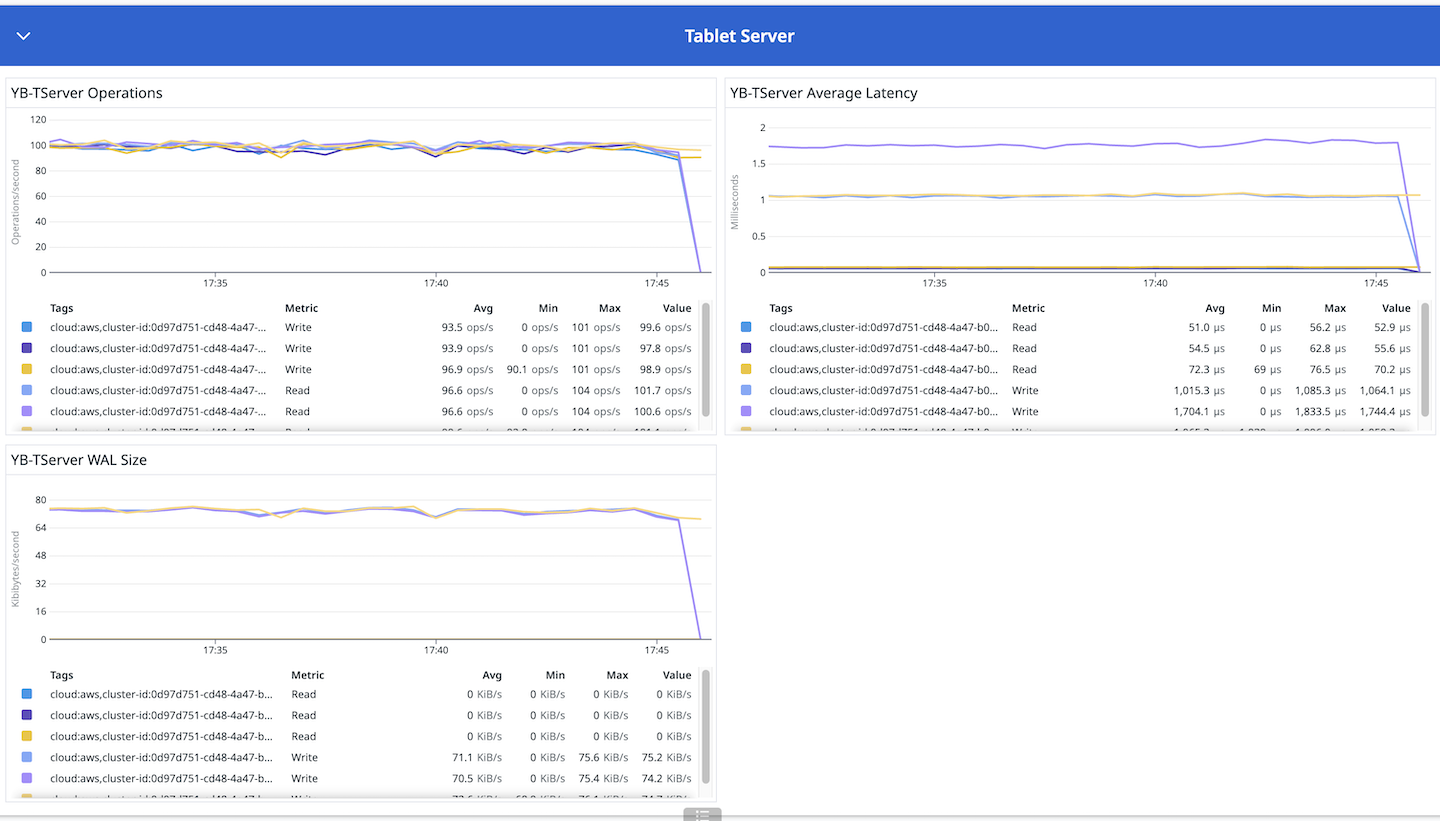 Tablet Server
YB-TServer Operations
120
100
80
60
40
20
0
Operations/second
17:35 17:40 17:45
Tags Metric Avg Min Max Value
cloud:aws,cluster-id:0d97d751-cd48-4a47-... Write 93.5 ops/s 0 ops/s 101 ops/s 99.6 ops/s
cloud:aws,cluster-id:0d97d751-cd48-4a47-... Write 93.9 ops/s 0 ops/s 101 ops/s 97.8 ops/s
cloud:aws,cluster-id:0d97d751-cd48-4a47-... Write 96.9 ops/s 90.1 ops/s 101 ops/s 98.9 ops/s
cloud:aws,cluster-id:0d97d751-cd48-4a47-... Read 96.6 ops/s 0 ops/s 104 ops/s 101.7 ops/s
cloud:aws,cluster-id:0d97d751-cd48-4a47-... Read 96.6 ops/s 0 ops/s 104 ops/s 100.6 ops/s
YB-TServer Average Latency
2
1.5
1
0.5
0
Milliseconds
17:35 17:40 17:45
Tags Metric Avg Min Max Value
cloud:aws,cluster-id:0d97d751-cd48-4a47-b0... Read 51.0 µs 0 µs 56.2 µs 52.9 µs
cloud:aws,cluster-id:0d97d751-cd48-4a47-b0... Read 54.5 µs 0 µs 62.8 µs 55.6 µs
cloud:aws,cluster-id:0d97d751-cd48-4a47-b0... Read 72.3 µs 69 µs 76.5 µs 70.2 µs
cloud:aws,cluster-id:0d97d751-cd48-4a47-b0... Write 1,015.3 µs 0 µs 1,085.3 µs 1,064.1 µs
cloud:aws,cluster-id:0d97d751-cd48-4a47-b0... Write 1,704.1 µs 0 µs 1,833.5 µs 1,744.4 µs
YB-TServer WAL Size
80
64
48
32
16
0
Kibibytes/second
17:35 17:40 17:45
Tags Metric Avg Min Max Value
cloud:aws,cluster-id:0d97d751-cd48-4a47-b... Read 0 KiB/s 0 KiB/s 0 KiB/s 0 KiB/s
cloud:aws,cluster-id:0d97d751-cd48-4a47-b... Read 0 KiB/s 0 KiB/s 0 KiB/s 0 KiB/s
cloud:aws,cluster-id:0d97d751-cd48-4a47-b... Read 0 KiB/s 0 KiB/s 0 KiB/s 0 KiB/s
cloud:aws,cluster-id:0d97d751-cd48-4a47-b... Write 71.1 KiB/s 0 KiB/s 75.6 KiB/s 75.2 KiB/s
cloud:aws,cluster-id:0d97d751-cd48-4a47-b... Write 70.5 KiB/s 0 KiB/s 75.4 KiB/s 74.2 KiB/s